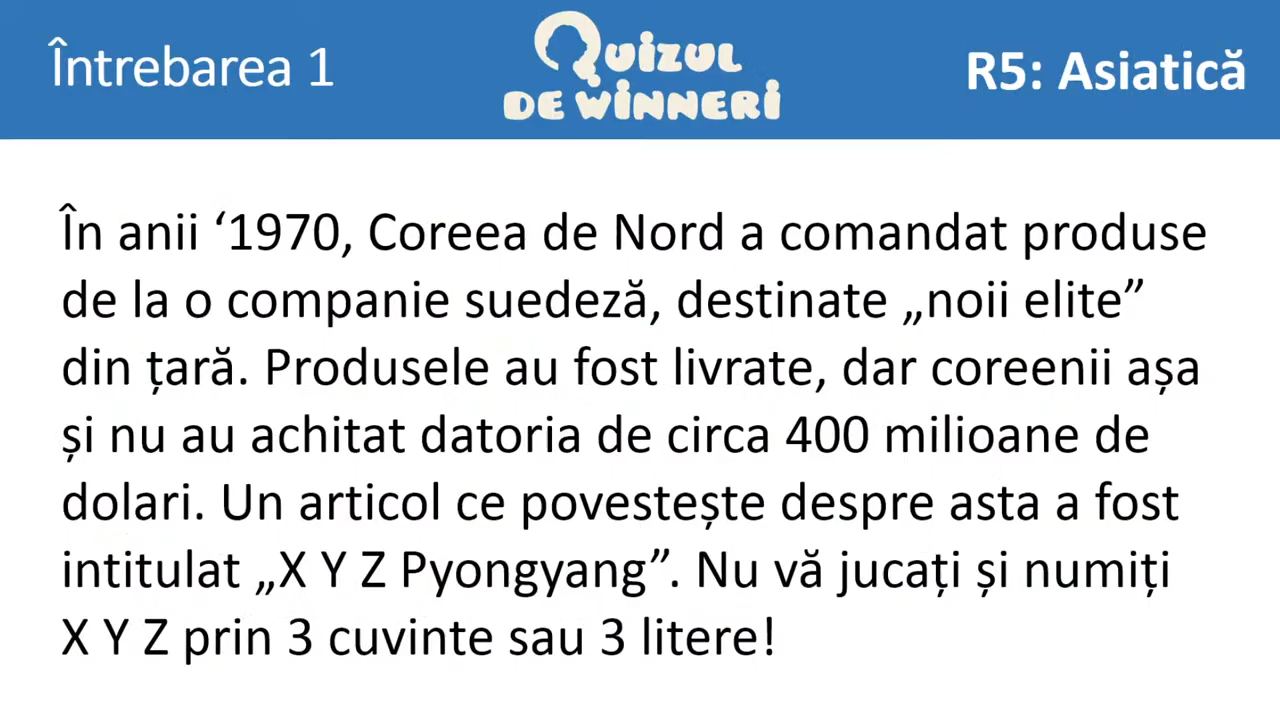 Întrebarea 1
QUIZUL
DE WINNERI
R5: Asiatică
În anii ‘1970, Coreea de Nord a comandat produse
de la o companie suedeză, destinate „noii elite”
din țară. Produsele au fost livrate, dar coreenii așa
și nu au achitat datoria de circa 400 milioane de
dolari. Un articol ce povestește despre asta a fost
intitulat „X Y Z Pyongyang”. Nu vă jucați și numiți
X Y Z prin 3 cuvinte sau 3 litere!